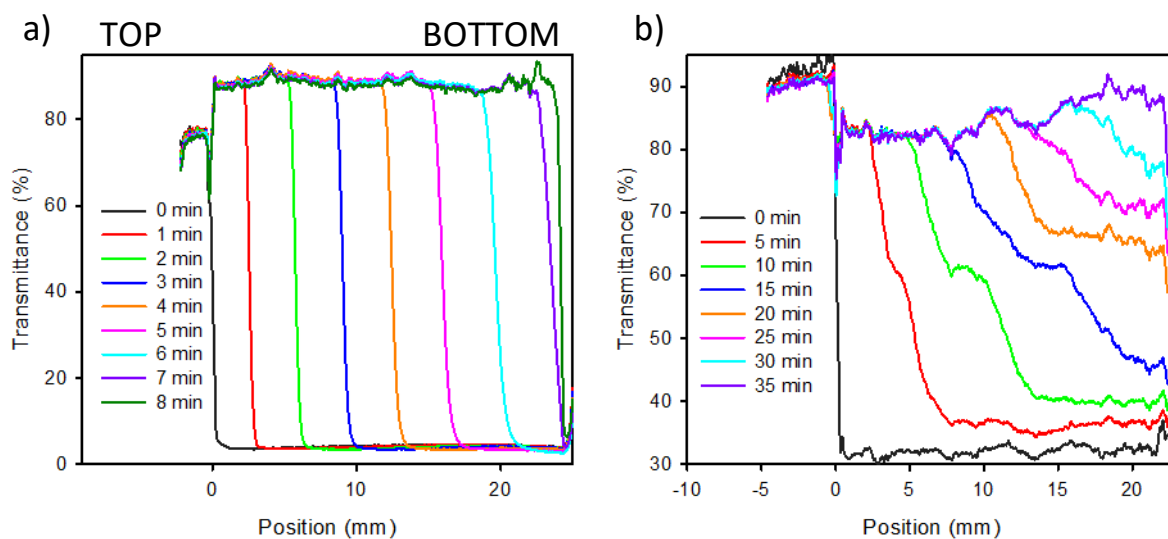 a)
TOP
BOTTOM
Transmittance (%)
80
60
40
20
0
0 min
1 min
2 min
3 min
4 min
5 min
6 min
7 min
8 min
0
10
20
Position (mm)
b)
Transmittance (%)
90
80
70
60
50
40
30
0 min
5 min
10 min
15 min
20 min
25 min
30 min
35 min
-10
-5
0
5
10
15
20
Position (mm)